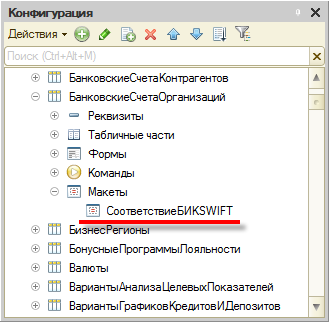 Конфигурация
Действия
Поиск (Ctrl+Alt+M)
БанковскиеСчетаКонтрагентов
БанковскиеСчетаОрганизаций
Реквизиты
Табличные части
Формы
Команды
Макеты
СоответствиеБИКSWIFT
БизнесРегионы
БонусныеПрограммыЛояльности
Валюты
ВариантыАнализаЦелевыхПоказателей
ВариантыГрафиковКредитовИДепозитов